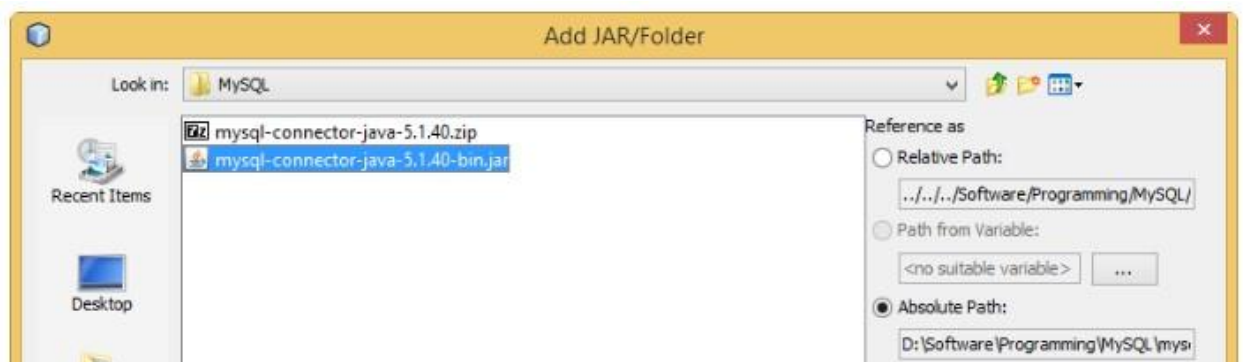 Add JAR/Folder
Look in:
MySQL
mysql-connector-java-5.1.40.zip
mysql-connector-java-5.1.40-bin.jar
Recent Items
Desktop
Reference as
Relative Path:
../../../Software/Programming/MySQL/
Path from Variable:
<no suitable variable>
...
Absolute Path:
D:\Software\Programming\MySQL\mys